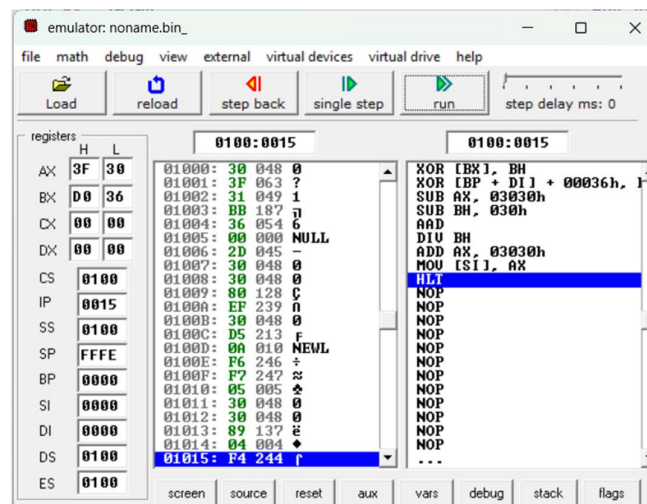 emulator: noname.bin_
file math debug view external virtual devices virtual drive help
Load reload step back single step run step delay ms: 0
registers
H L
AX 3F 30
BX D0 36
CX 00 00
DX 00 00
CS 0100
IP 0015
SS 0100
SP FFFE
BP 0000
SI 0000
DI 0000
DS 0100
ES 0100
0100:0015
01000: 30 048 0
01001: 3F 063 ?
01002: 31 049 1
01003: BB 187 ╗
01004: 36 054 6
01005: 00 000 NULL
01006: 2D 045 -
01007: 30 048 0
01008: 30 048 0
01009: 80 128 Ç
0100A: EF 239 ∩
0100B: 30 048 0
0100C: D5 213 ╒
0100D: 0A 010 NEWL
0100E: F6 246 ÷
0100F: F7 247 ≈
01010: 05 005 ♣
01011: 30 048 0
01012: 30 048 0
01013: 89 137 ë
01014: 04 004 ♦
01015: F4 244 ⌠
0100:0015
XOR [BX], BH
XOR [BP + DI] + 00036h,
SUB AX, 03030h
SUB BH, 030h
AAD
DIV BH
ADD AX, 03030h
MOV [SI], AX
HLT
NOP
NOP
NOP
NOP
NOP
NOP
NOP
NOP
NOP
NOP
NOP
NOP
...
screen source reset aux vars debug stack flags